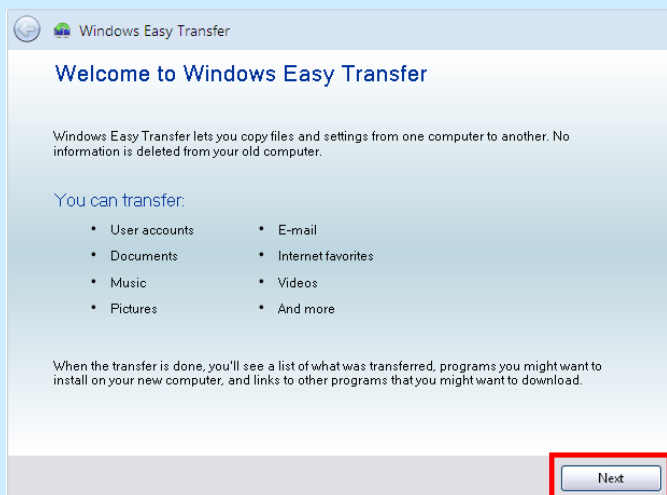 Windows Easy Transfer
Welcome to Windows Easy Transfer
Windows Easy Transfer lets you copy files and settings from one computer to another. No
information is deleted from your old computer.
You can transfer:
• User accounts
• Documents
• Music
• Pictures
• E-mail
• Internet favorites
• Videos
• And more
When the transfer is done, you'll see a list of what was transferred, programs you might want to
install on your new computer, and links to other programs that you might want to download.
Next